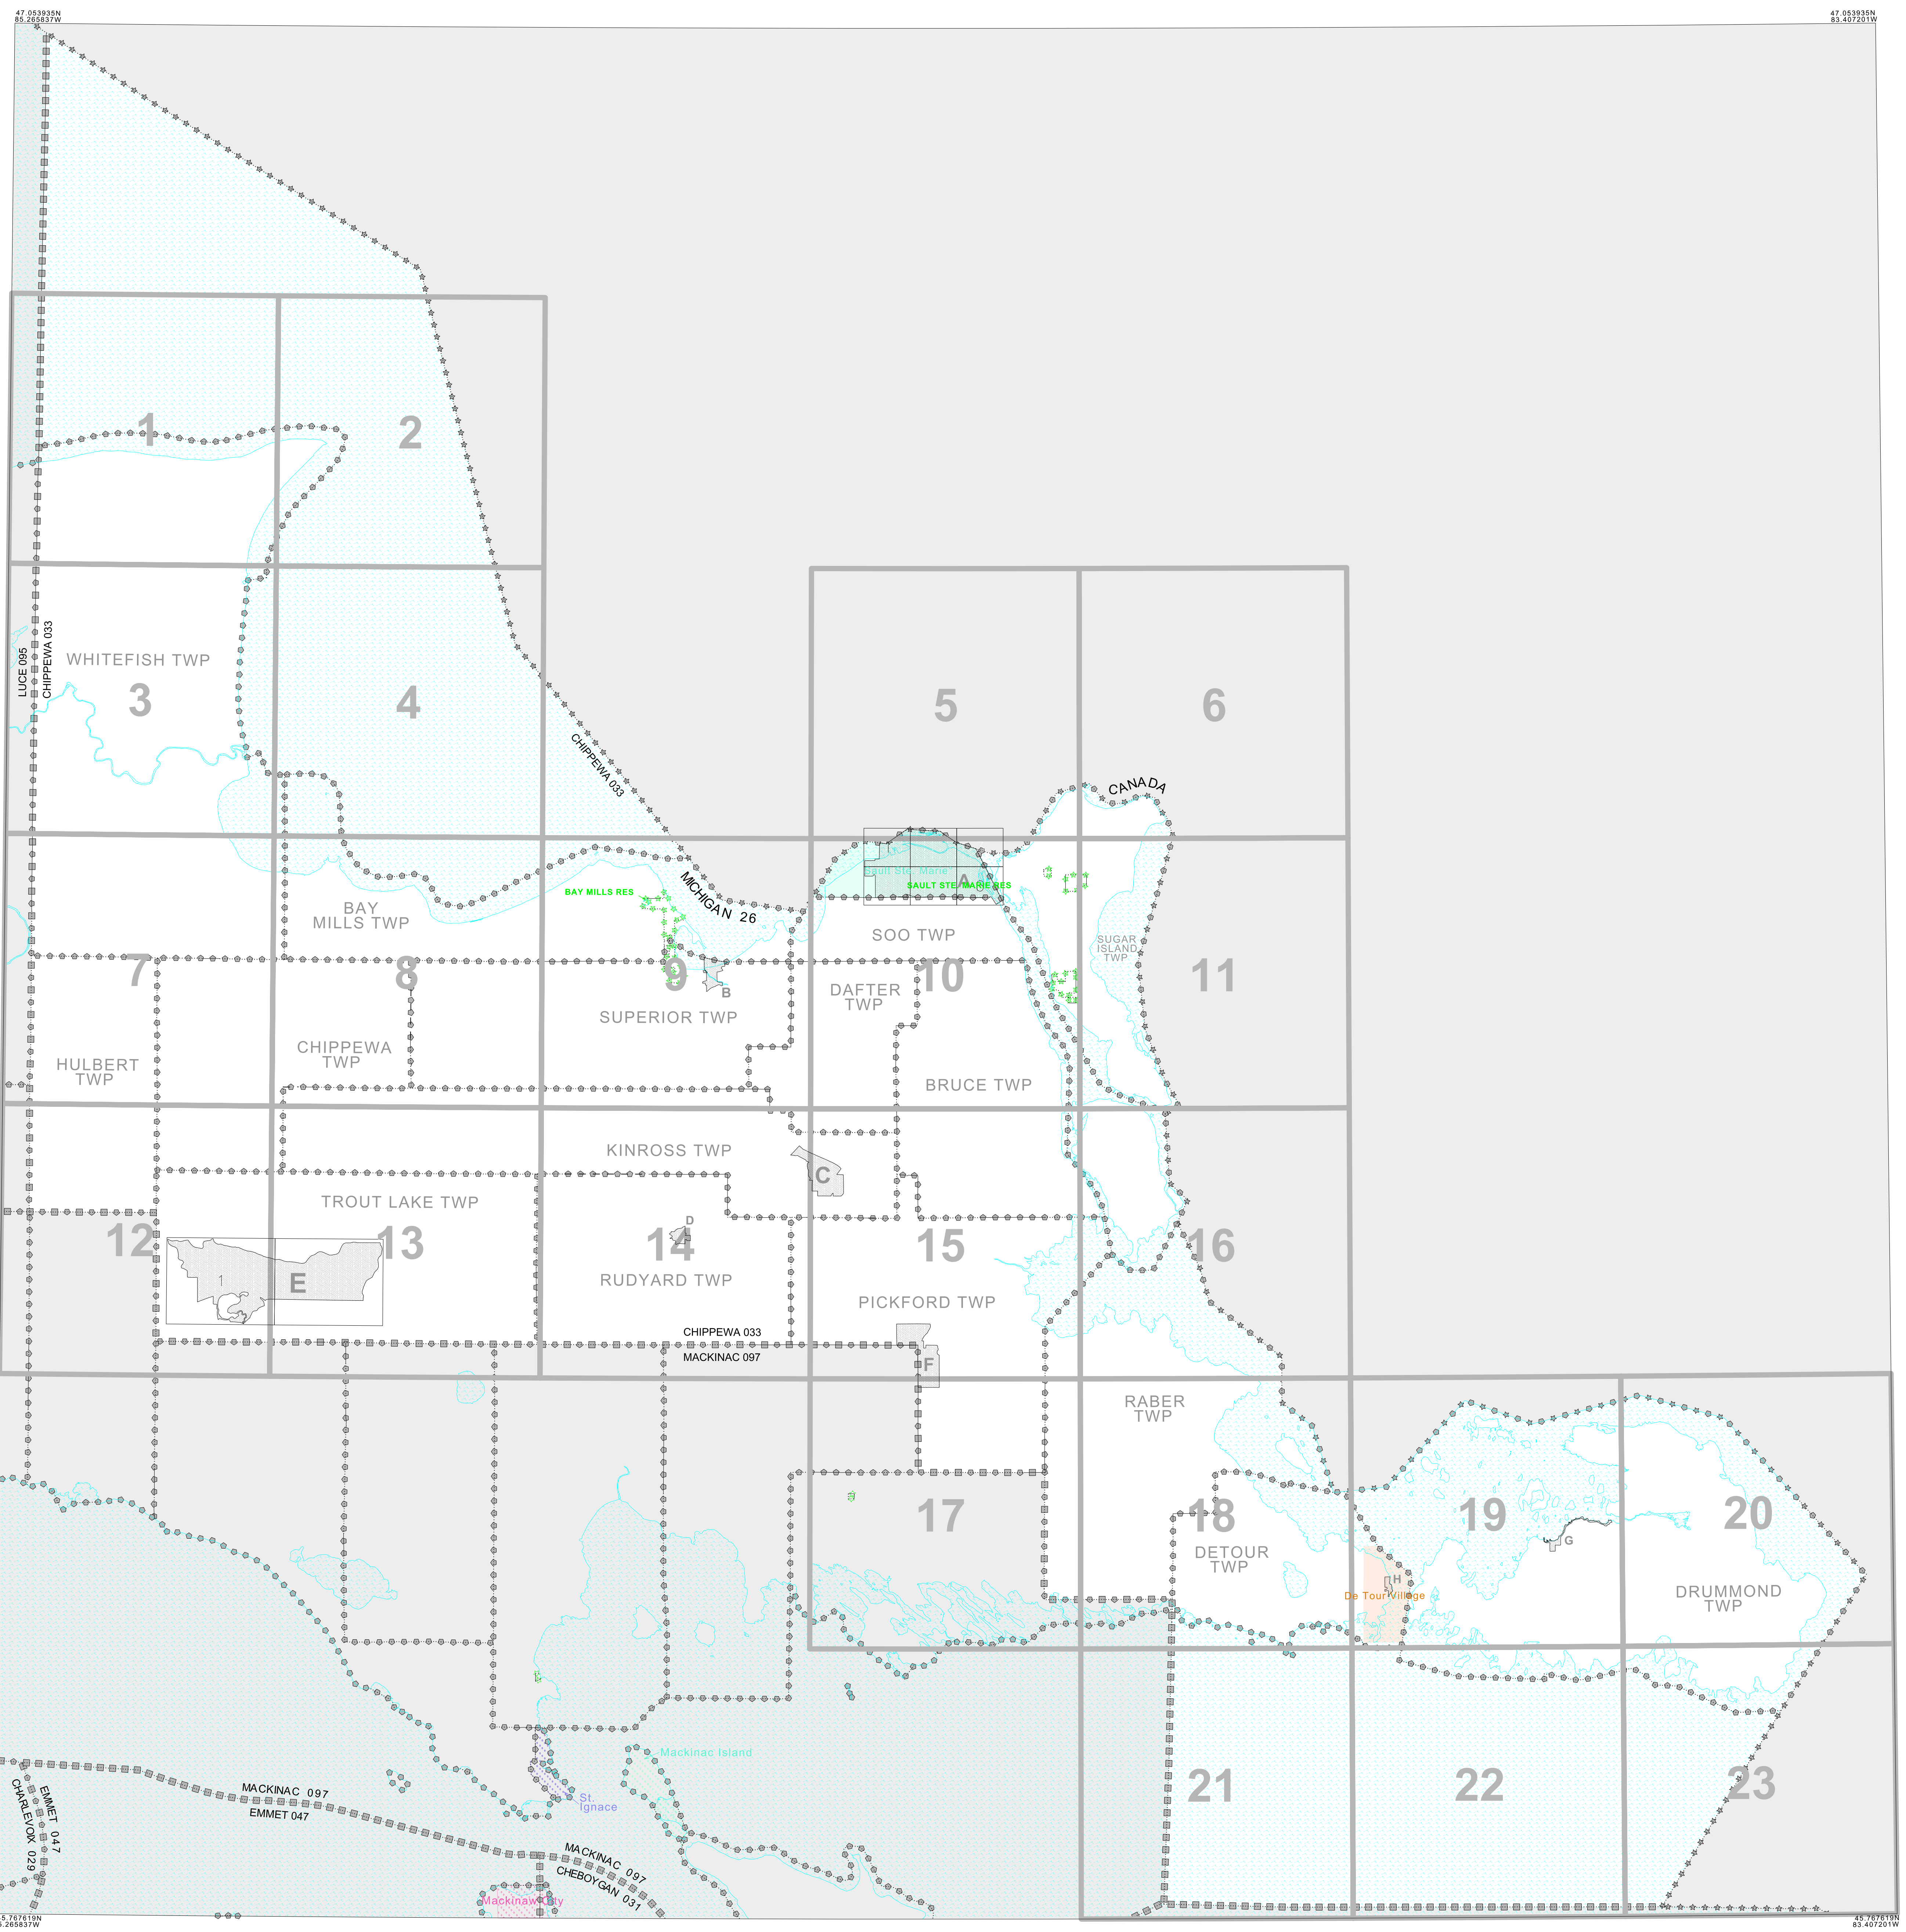 47.053935N
85.265837W
47.053935N
83.407201W
1
2
LUCE 095
CHIPPEWA 033
WHITEFISH TWP
3
4
5
6
CHIPPEWA 033
CANADA
Sault Ste. Marie
A
SAULT STE. MARIE RES
BAY MILLS RES
MICHIGAN 26
BAY
MILLS TWP
SOO TWP
SUGAR
ISLAND
TWP
7
8
9
10
11
B
DAFTER
TWP
SUPERIOR TWP
CHIPPEWA
TWP
HULBERT
TWP
BRUCE TWP
KINROSS TWP
C
TROUT LAKE TWP
D
12
13
14
15
16
1
E
RUDYARD TWP
PICKFORD TWP
CHIPPEWA 033
MACKINAC 097
F
RABER
TWP
17
18
19
20
G
DETOUR
TWP
H
De Tour Village
DRUMMOND
TWP
Mackinac Island
21
22
23
St.
Ignace
MACKINAC 097
EMMET 047
EMMET 047
CHARLEVOIX 029
MACKINAC 097
CHEBOYGAN 031
Mackinaw City
5.767619N
5.265837W
45.767619N
83.407201W